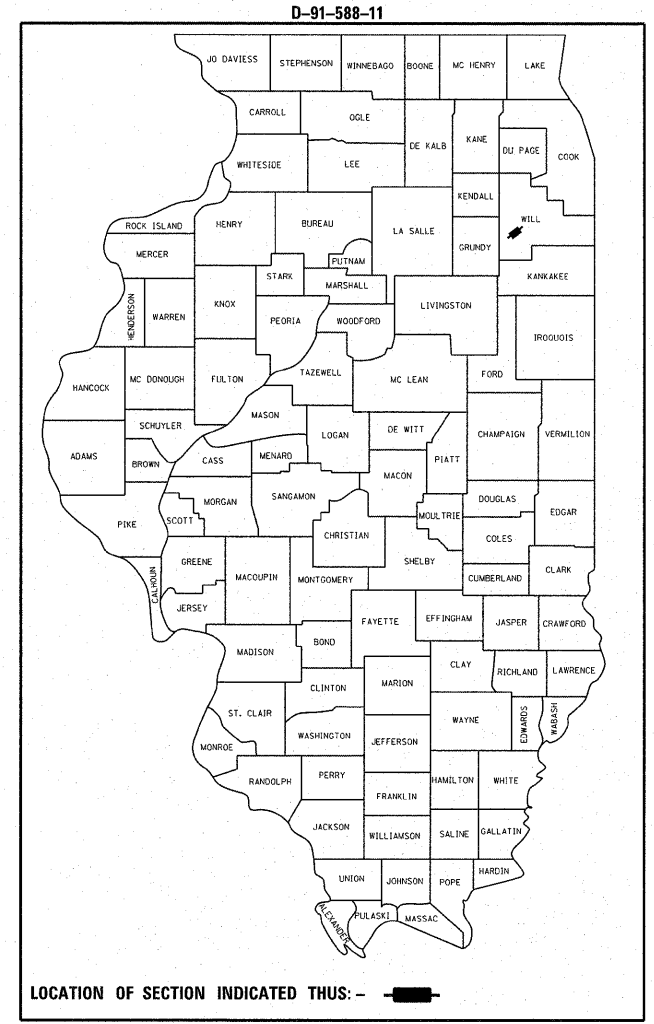 D-91-588-11
JO DAVIESS
STEPHENSON
WINNEBAGO
BOONE
MC HENRY
LAKE
CARROLL
OGLE
DE KALB
KANE
DU PAGE
COOK
WHITESIDE
LEE
KENDALL
WILL
ROCK ISLAND
HENRY
BUREAU
LA SALLE
GRUNDY
MERCER
PUTNAM
STARK
MARSHALL
KANKAKEE
HENDERSON
WARREN
KNOX
PEORIA
WOODFORD
LIVINGSTON
IROQUOIS
HANCOCK
MC DONOUGH
FULTON
TAZEWELL
MC LEAN
FORD
MASON
SCHUYLER
LOGAN
DE WITT
CHAMPAIGN
VERMILION
ADAMS
BROWN
CASS
MENARD
PIATT
MACON
MORGAN
SANGAMON
DOUGLAS
EDGAR
PIKE
SCOTT
CHRISTIAN
MOULTRIE
COLES
GREENE
SHELBY
CLARK
CALHOUN
MACOUPIN
MONTGOMERY
CUMBERLAND
JERSEY
FAYETTE
EFFINGHAM
JASPER
CRAWFORD
MADISON
BOND
CLAY
RICHLAND
LAWRENCE
CLINTON
MARION
ST. CLAIR
WAYNE
EDWARDS
WABASH
WASHINGTON
JEFFERSON
MONROE
RANDOLPH
PERRY
HAMILTON
WHITE
FRANKLIN
JACKSON
WILLIAMSON
SALINE
GALLATIN
UNION
JOHNSON
POPE
HARDIN
ALEXANDER
PULASKI
MASSAC
LOCATION OF SECTION INDICATED THUS: -